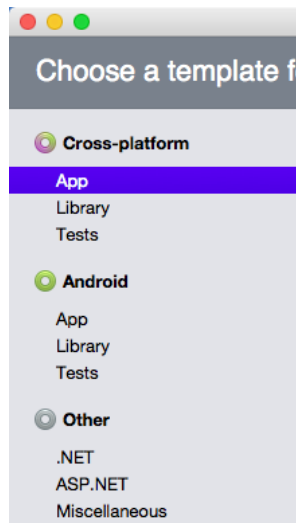 Choose a template
Cross-platform
App
Library
Tests
Android
App
Library
Tests
Other
.NET
ASP.NET
Miscellaneous